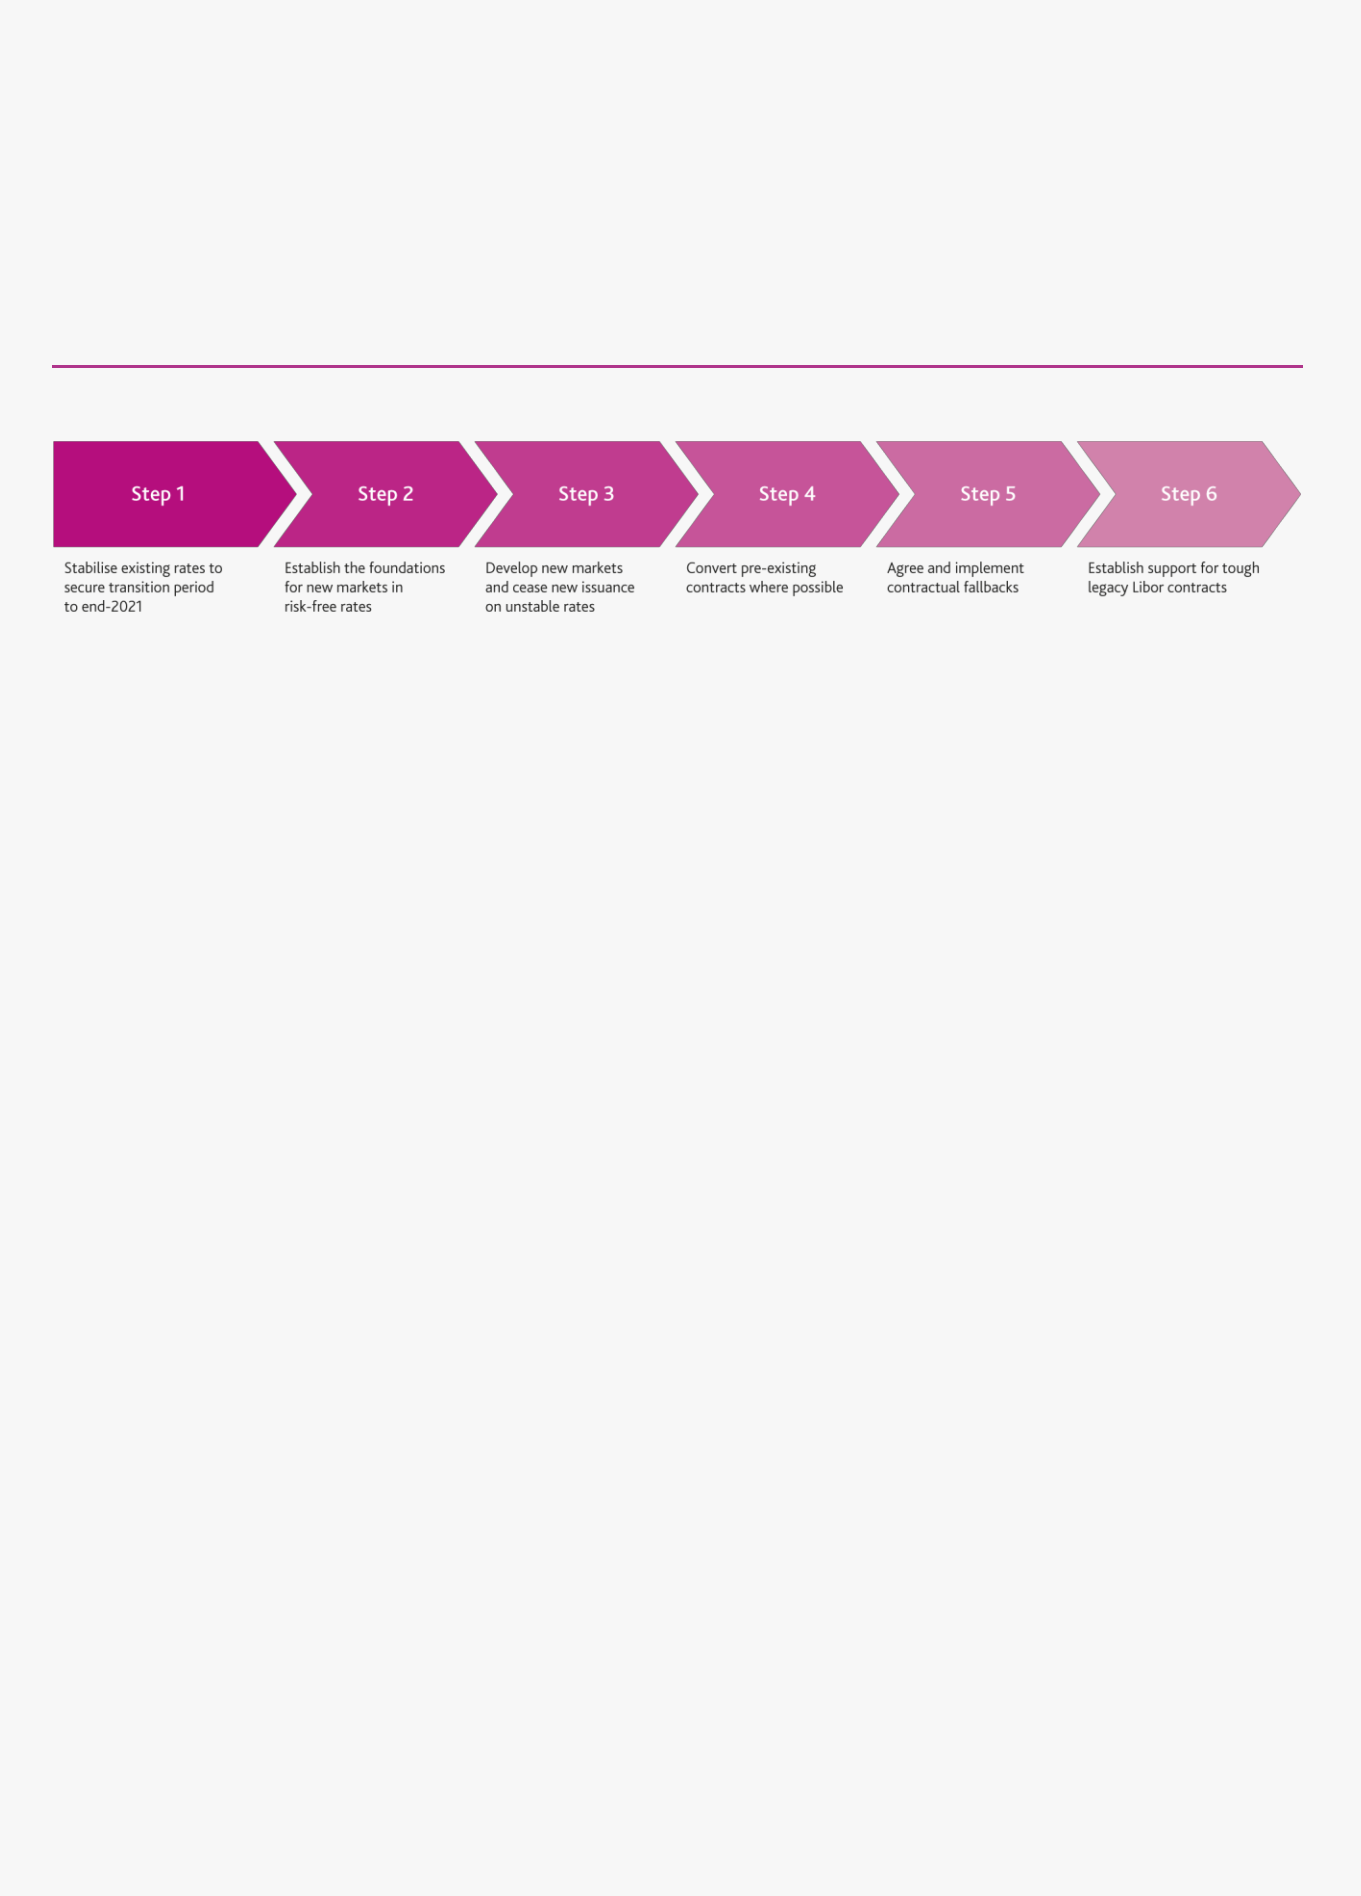 Step 1
Step 2
Step 3
Step 4
Step 5
Step 6
Stabilise existing rates to
secure transition period
to end-2021
Establish the foundations
for new markets in
risk-free rates
Develop new markets
and cease new issuance
on unstable rates
Convert pre-existing
contracts where possible
Agree and implement
contractual fallbacks
Establish support for tough
legacy Libor contracts